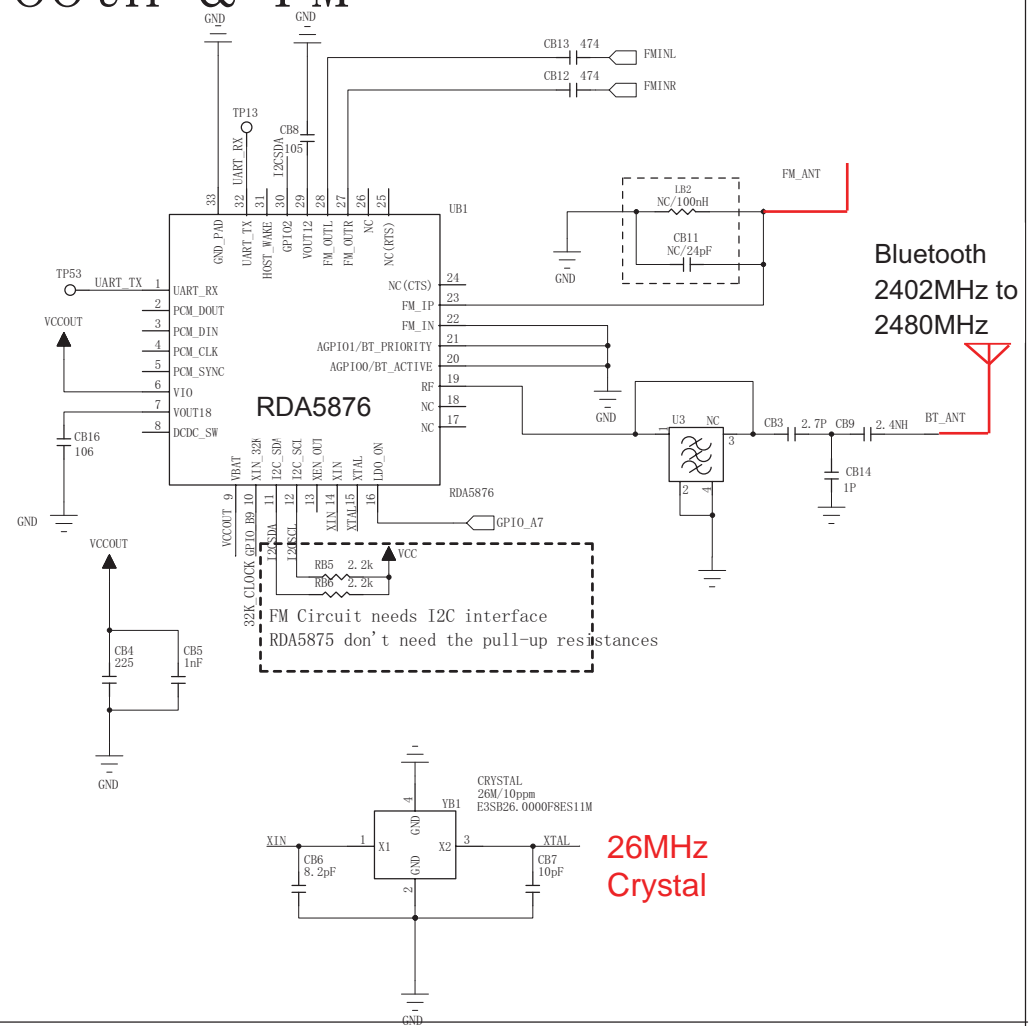 GND
GND
CB13 474
FMINL
CB12 474
FMINR
TP13
CB8
105
UART_RX
I2CSDA
33
32
31
30
29
28
27
26
25
UB1
GND_PAD
UART_TX
HOST_WAKE
GPIO2
VOUT12
FM_OUTL
FM_OUTR
NC
NC(RTS)
FM_ANT
LB2
NC/100nH
CB11
NC/24pF
GND
Bluetooth
2402MHz to
2480MHz
TP53
UART_TX
1 UART_RX
2 PCM_DOUT
3 PCM_DIN
4 PCM_CLK
5 PCM_SYNC
6 VIO
7 VOUT18
8 DCDC_SW
VCCOUT
CB16
106
GND
NC(CTS) 24
FM_IP 23
FM_IN 22
AGPIO1/BT_PRIORITY 21
AGPIO0/BT_ACTIVE 20
RF 19
NC 18
NC 17
GND
RDA5876
RDA5876
U3 NC
1
3
2
4
CB3 2.7P
CB9 2.4NH
BT_ANT
CB14
1P
VBAT
XIN_32K
I2C_SDA
I2C_SCL
XEN_OUT
XIN
XTAL
LDO_ON
9
10
11
12
13
14
15
16
VCCOUT
32K_CLOCK GPIO_B9
I2CSDA
I2CSCL
XIN
XTAL
GPIO_A7
VCC
RB5 2.2k
RB6 2.2k
FM Circuit needs I2C interface
RDA5875 don't need the pull-up resistances
VCCOUT
CB4
225
CB5
1nF
GND
CRYSTAL
26M/10ppm
E3SB26.0000F8ES11M
YB1
4
GND
XIN
1
X1
X2
3
XTAL
GND
2
CB6
8.2pF
CB7
10pF
26MHz
Crystal
GND